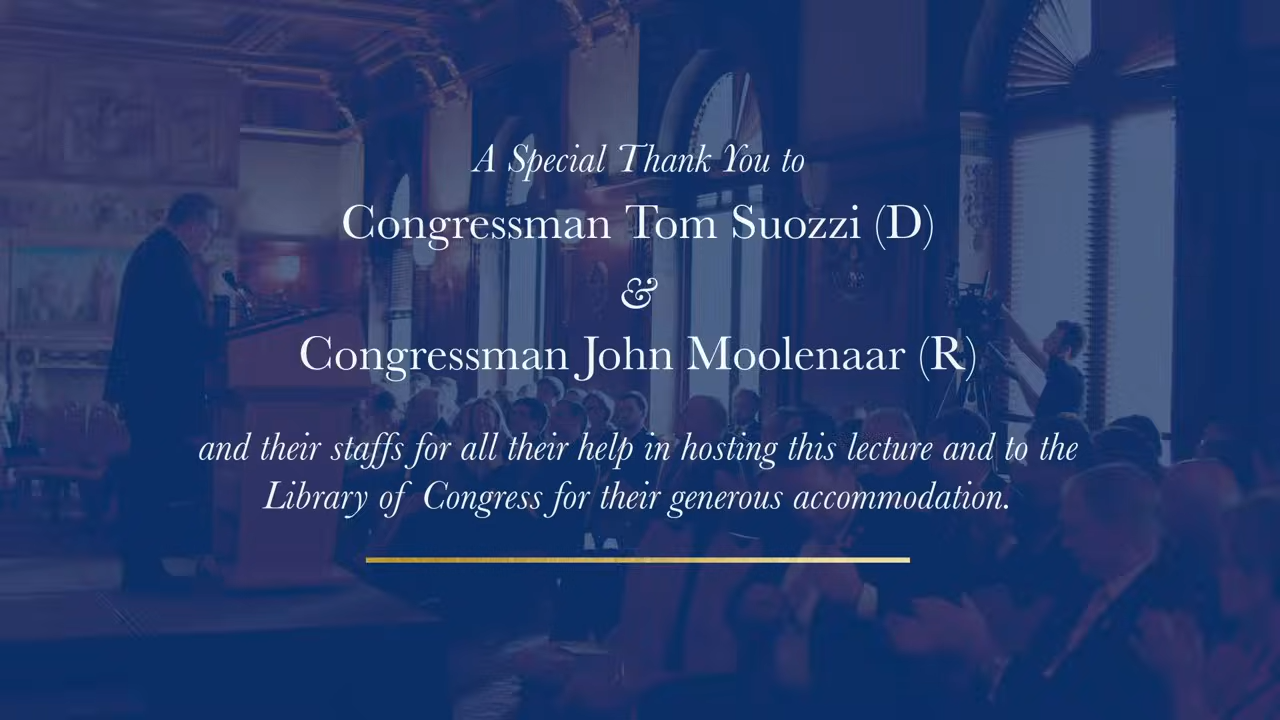 A Special Thank You to
Congressman Tom Suozzi (D)
&
Congressman John Moolenaar (R)
and their staffs for all their help in hosting this lecture and to the
Library of Congress for their generous accommodation.